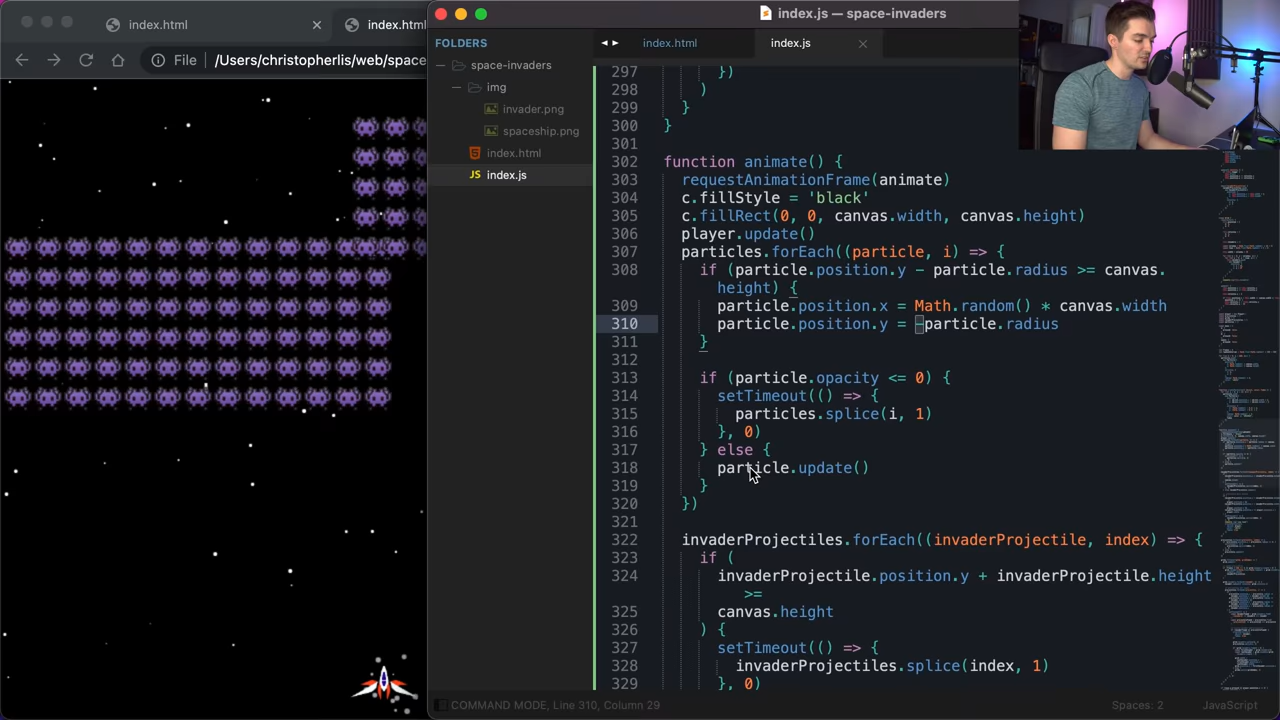 index.html
index.html
File
/Users/christopherlis/web/space
index.js — space-invaders
FOLDERS
space-invaders
img
invader.png
spaceship.png
index.html
JS index.js
index.html
index.js
297 })
298 )
299 }
300 }
301
302 function animate() {
303 requestAnimationFrame(animate)
304 c.fillStyle = 'black'
305 c.fillRect(0, 0, canvas.width, canvas.height)
306 player.update()
307 particles.forEach((particle, i) => {
308 if (particle.position.y - particle.radius >= canvas.
height) {
309 particle.position.x = Math.random() * canvas.width
310 particle.position.y = -particle.radius
311 }
312
313 if (particle.opacity <= 0) {
314 setTimeout(() => {
315 particles.splice(i, 1)
316 }, 0)
317 } else {
318 particle.update()
319 }
320 })
321
322 invaderProjectiles.forEach((invaderProjectile, index) => {
323 if (
324 invaderProjectile.position.y + invaderProjectile.height
>=
325 canvas.height
326 ) {
327 setTimeout(() => {
328 invaderProjectiles.splice(index, 1)
329 }, 0)
COMMAND MODE, Line 310, Column 29
Spaces: 2
JavaScript